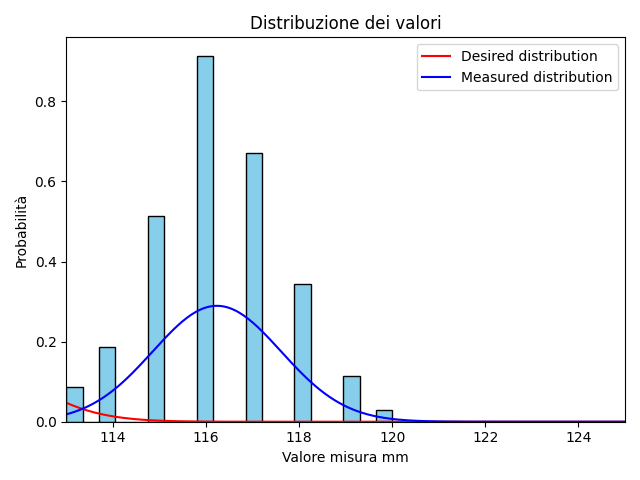 Distribuzione dei valori
Desired distribution
Measured distribution
Probabilità
0.8
0.6
0.4
0.2
0.0
114 116 118 120 122 124
Valore misura mm